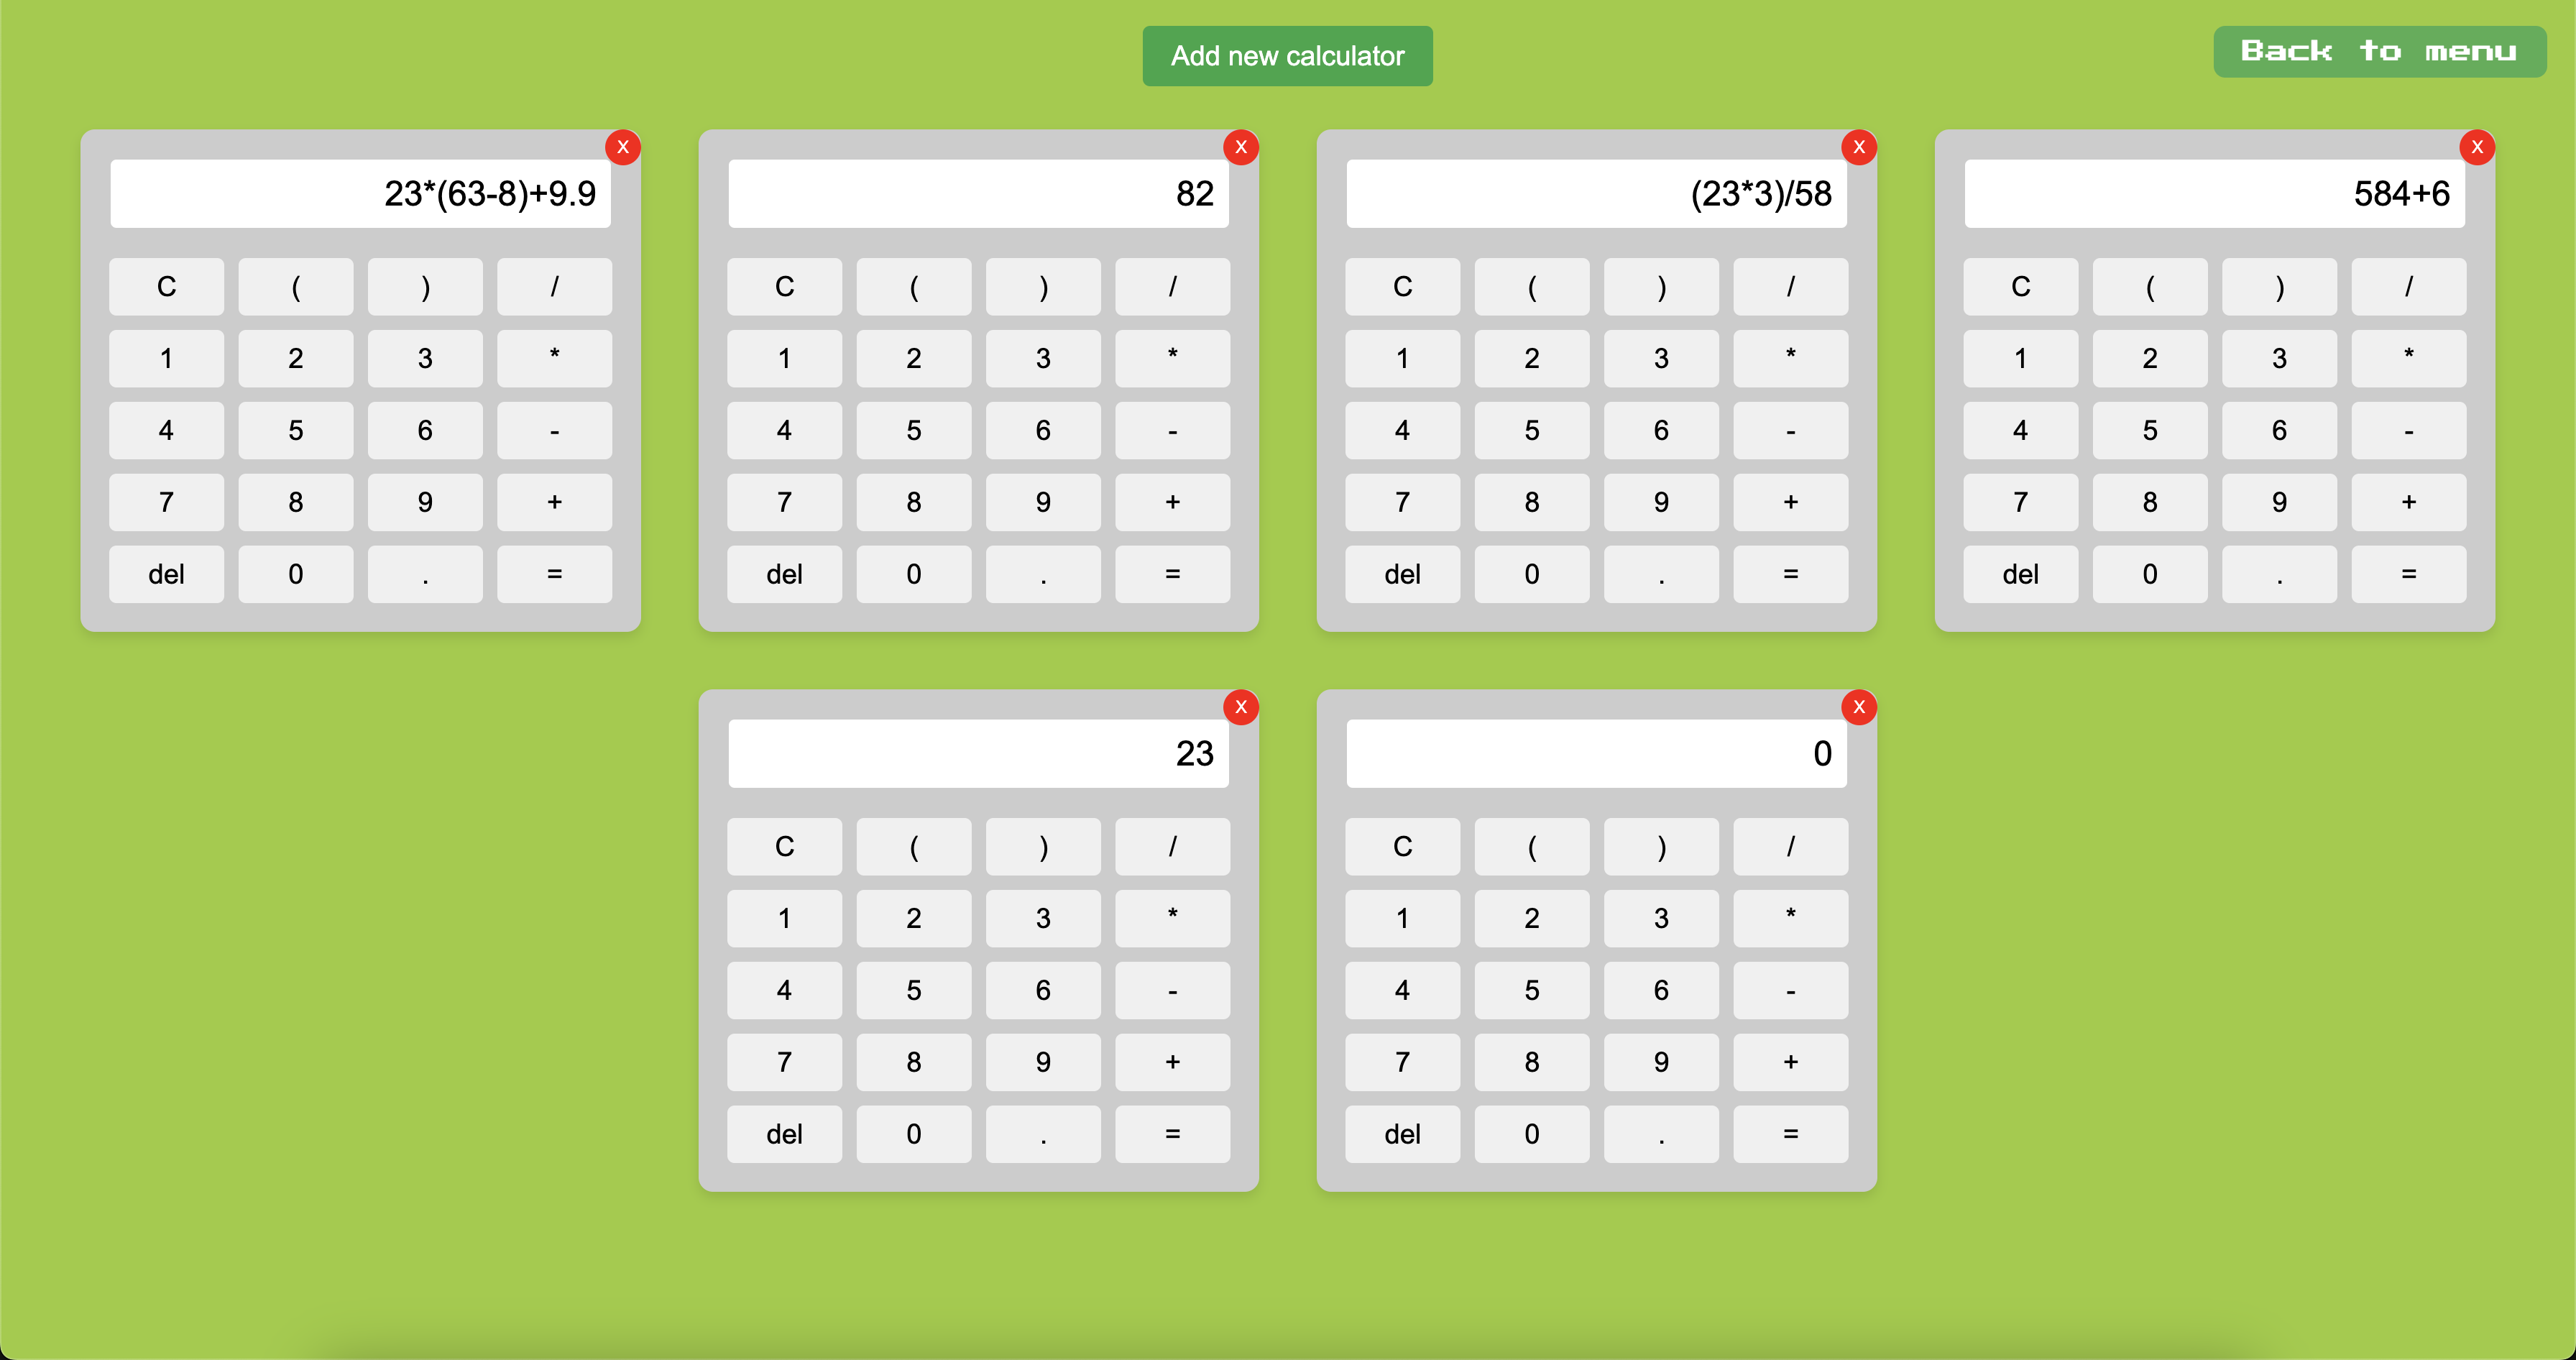 Add new calculator
Back to menu
x
23*(63-8)+9.9
C ( ) /
1 2 3 *
4 5 6 -
7 8 9 +
del 0 . =
x
82
C ( ) /
1 2 3 *
4 5 6 -
7 8 9 +
del 0 . =
x
(23*3)/58
C ( ) /
1 2 3 *
4 5 6 -
7 8 9 +
del 0 . =
x
584+6
C ( ) /
1 2 3 *
4 5 6 -
7 8 9 +
del 0 . =
x
23
C ( ) /
1 2 3 *
4 5 6 -
7 8 9 +
del 0 . =
x
0
C ( ) /
1 2 3 *
4 5 6 -
7 8 9 +
del 0 . =